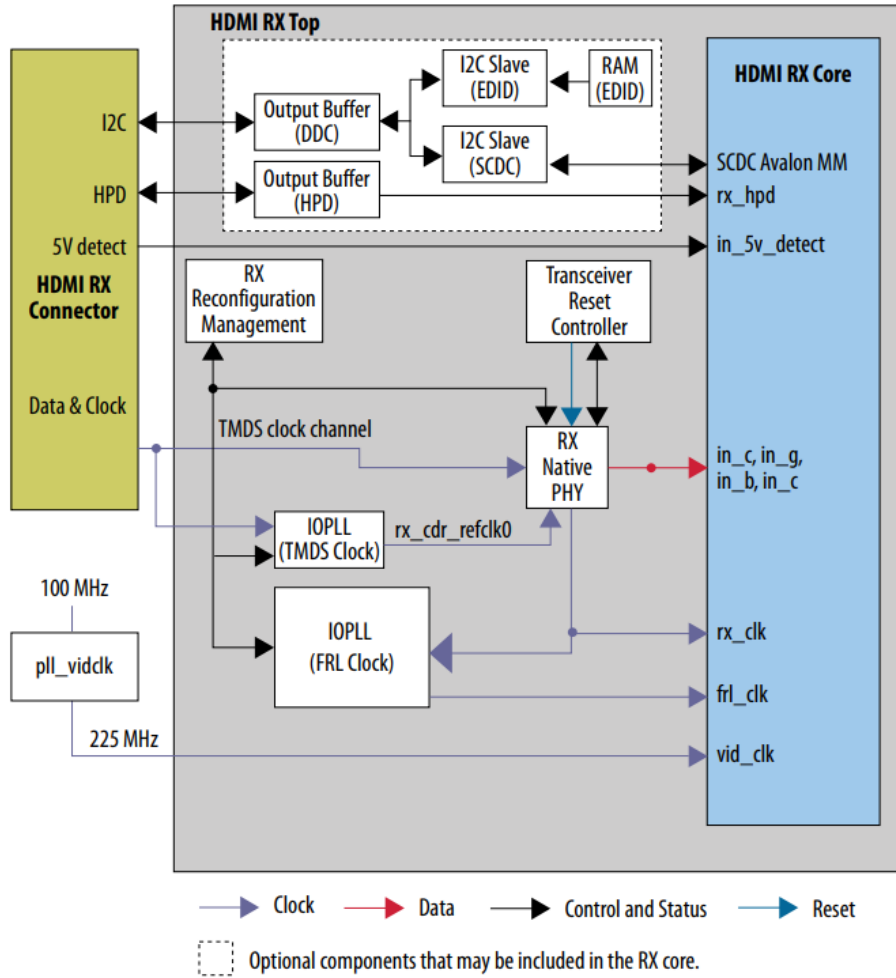 HDMI RX Top
I2C Slave
(EDID)
RAM
(EDID)
HDMI RX Core
I2C
Output Buffer
(DDC)
I2C Slave
(SCDC)
SCDC Avalon MM
HPD
Output Buffer
(HPD)
rx_hpd
5V detect
in_5v_detect
HDMI RX
Connector
RX
Reconfiguration
Management
Transceiver
Reset
Controller
Data & Clock
TMDS clock channel
RX
Native
PHY
in_c, in_g,
in_b, in_c
IOPLL
(TMDS Clock)
rx_cdr_refclk0
100 MHz
pll_vidclk
IOPLL
(FRL Clock)
rx_clk
frl_clk
225 MHz
vid_clk
Clock
Data
Control and Status
Reset
Optional components that may be included in the RX core.